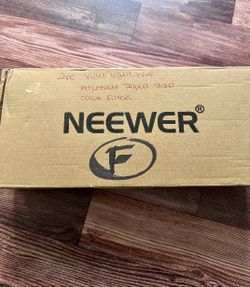 2pc Video Light With
Adjustable Tripod Stand
Color Filters
NEEWER®
F